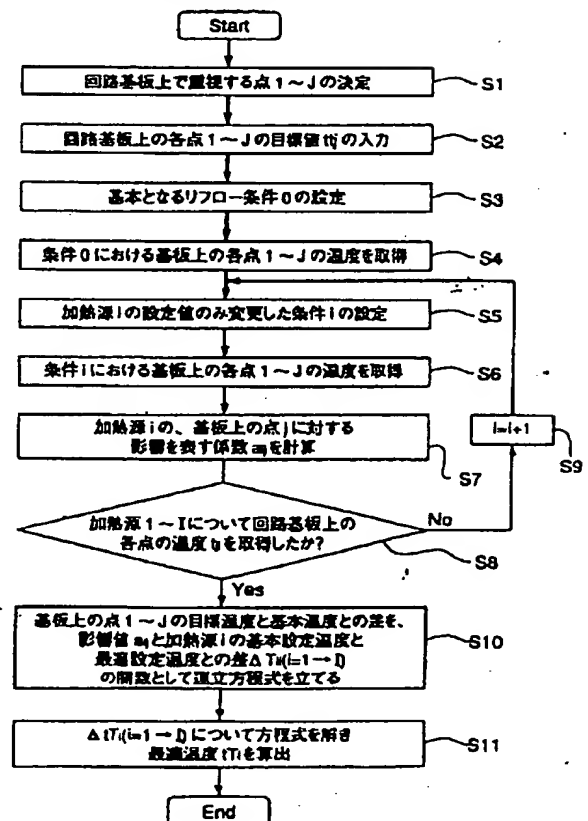 Start
回路基板上で重視する点1～Jの決定
S1
回路基板上の各点1～Jの目標値ttjの入力
S2
基本となるリフロー条件0の設定
S3
条件0における基板上の各点1～Jの温度を取得
S4
加熱源iの設定値のみ変更した条件iの設定
S5
条件iにおける基板上の各点1～Jの温度を取得
S6
加熱源iの、基板上の点jに対する
影響を表す係数aijを計算
S7
i=i+1
S9
加熱源1～Iについて回路基板上の
各点の温度tjを取得したか?
No
S8
Yes
基板上の点1～Jの目標温度と基本温度との差を、
影響値aijと加熱源iの基本設定温度と
最適設定温度との差ΔTti(i=1→I)
の関数として連立方程式を立てる
S10
ΔtTi(i=1→I)について方程式を解き
最適温度tTiを算出
S11
End